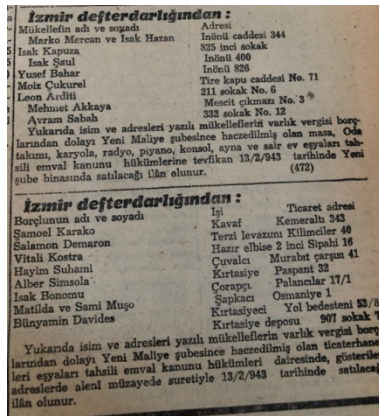 İzmir defterdarlığından :
Mükellefin adı ve soyadı Adresi
Marko Mercan ve Isak Hazan İnönü caddesi 344
Isak Kapuza 825 inci sokak
Isak Şaul İnönü 400
Yusef Bahar İnönü 826
Moiz Çukurel Tire kapu caddesi No. 71
Leon Arditi 211 sokak No. 6
Mehmet Akkaya Mescit çıkmazı No. 3
Avram Sabah 332 sokak No. 12
Yukarıda isim ve adresleri yazılı mükelleflerin varlık vergisi borç-
larından dolayı Yeni Maliye şubesince haczedilmiş olan masa, Oda
takımı, karyola, radyo, piyano, konsol, ayna ve sair ev eşyaları tah-
sili emval kanunu hükümlerine tevfikan 13/2/943 tarihinde Yeni
şube binasında satılacağı ilân olunur. (472)
İzmir defterdarlığından :
Borçlunun adı ve soyadı İşi Ticaret adresi
Şamoel Karako Kavaf Kemeraltı 343
Salamon Demaron Terzi levazımı Kilimciler 40
Vitali Kostra Hazır elbise 2 inci Sipahi 16
Hayim Suhami Çuvalcı Murabıt çarşısı 41
Alber Simsola Kırtasiye Paspant 32
Isak Bonomu Çorapçı Palancılar 17/1
Matilda ve Sami Muşo Şapkacı Osmaniye 1
Bünyamin Davides Kırtasiyeci Yol bedesteni 53/8
Kırtasiye deposu 907 sokak
Yukarıda isim ve adresleri yazılı mükelleflerin varlık vergisi borç-
larından dolayı Yeni Maliye şubesince haczedilmiş olan ticarethane-
leri eşyaları tahsili emval kanunu hükümleri dairesinde, gösterilen
adreslerde aleni müzayede suretiyle 13/2/943 tarihinde satılacağı
ilân olunur.